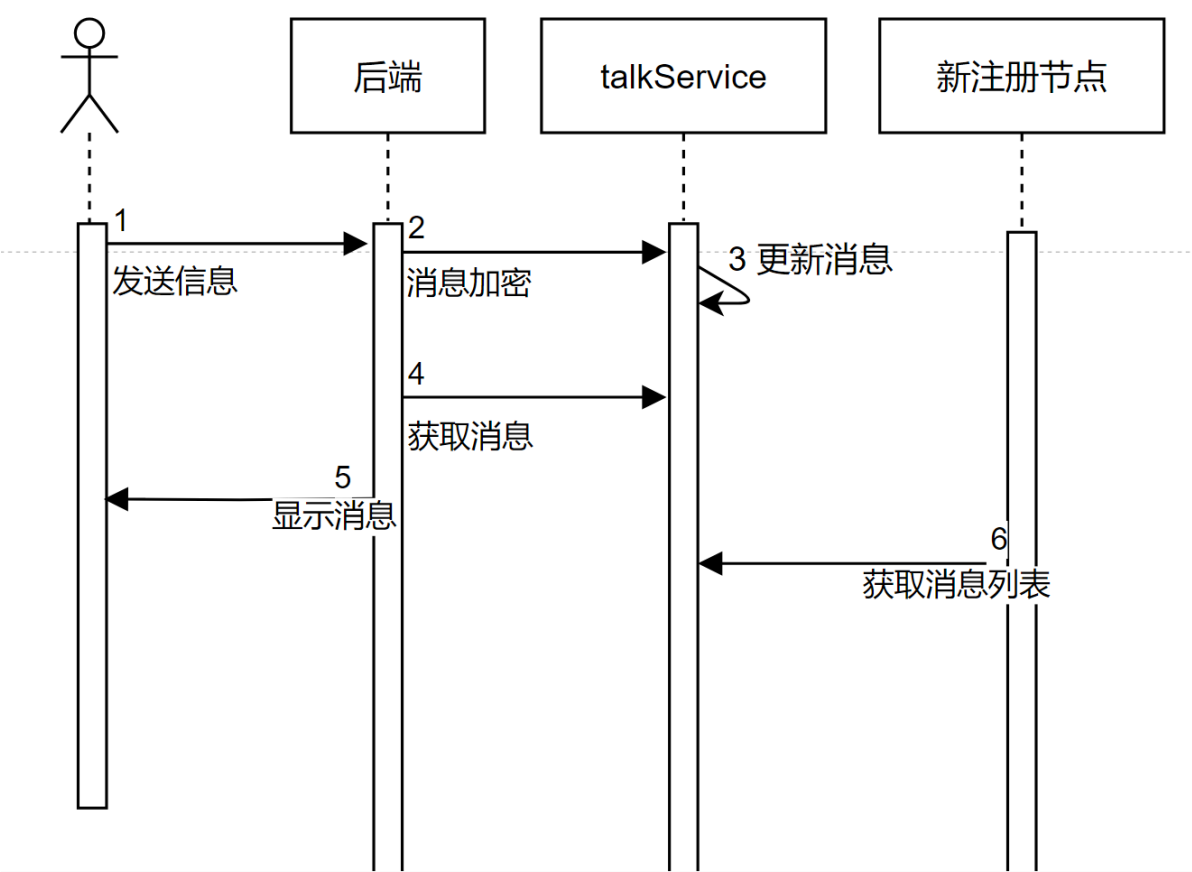 后端
talkService
新注册节点
1
发送信息
2
消息加密
3 更新消息
4
获取消息
5
显示消息
6
获取消息列表